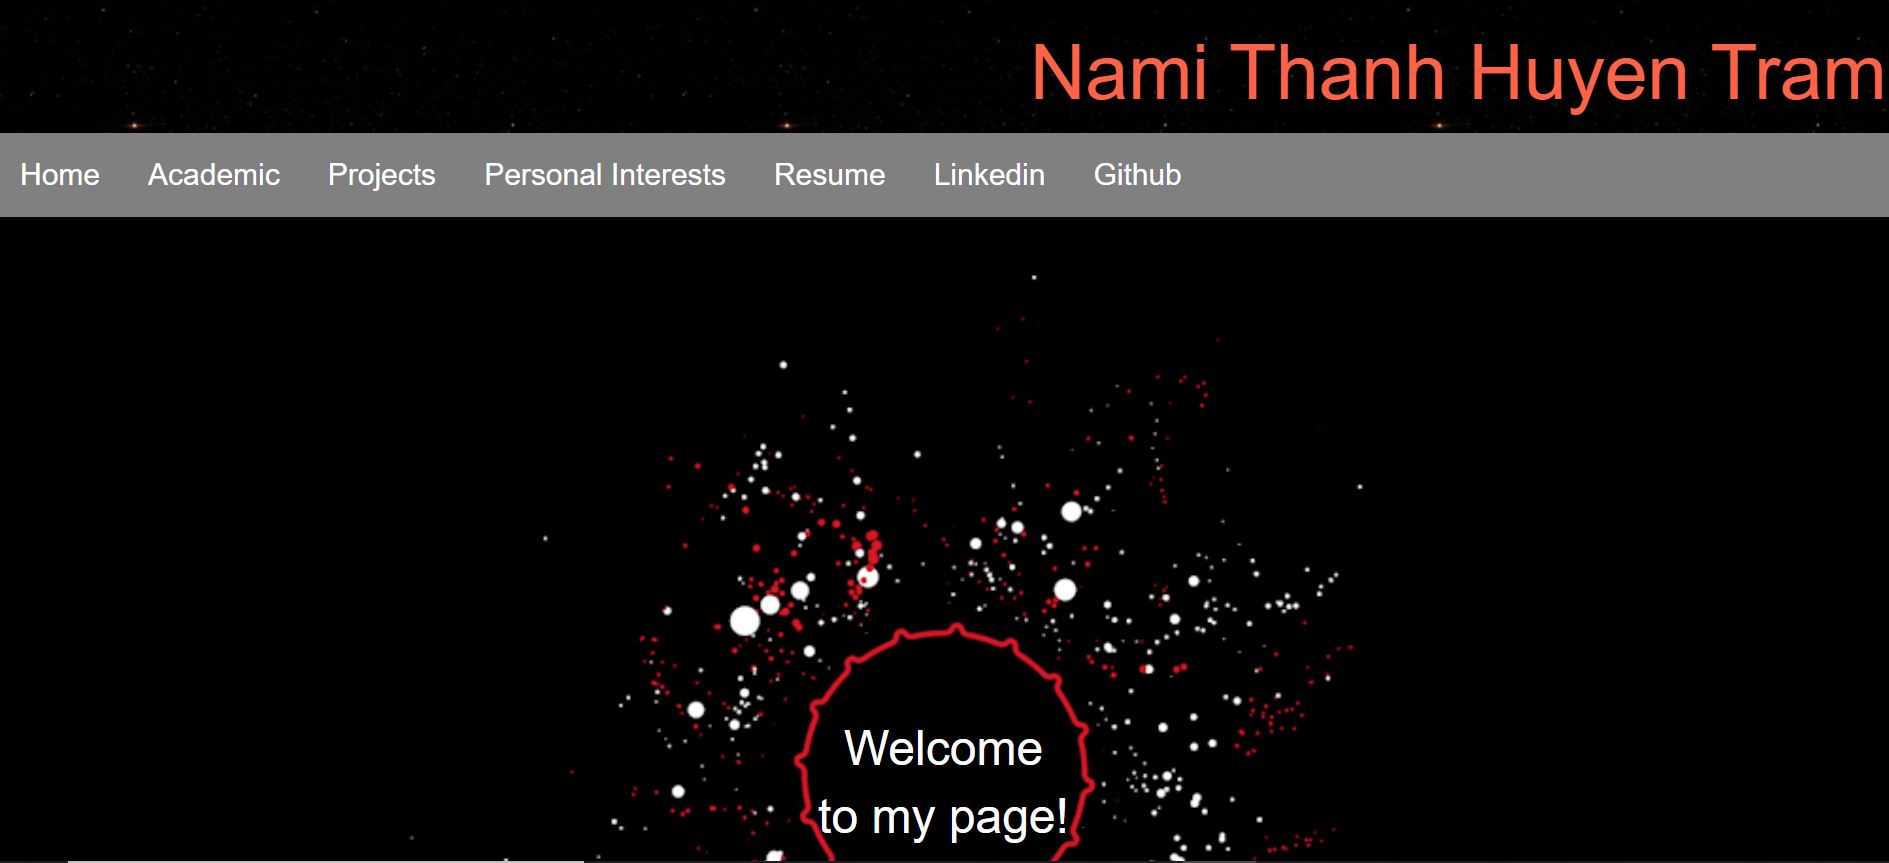 Nami Thanh Huyen Tram
Home Academic Projects Personal Interests Resume Linkedin Github
Welcome
to my page!